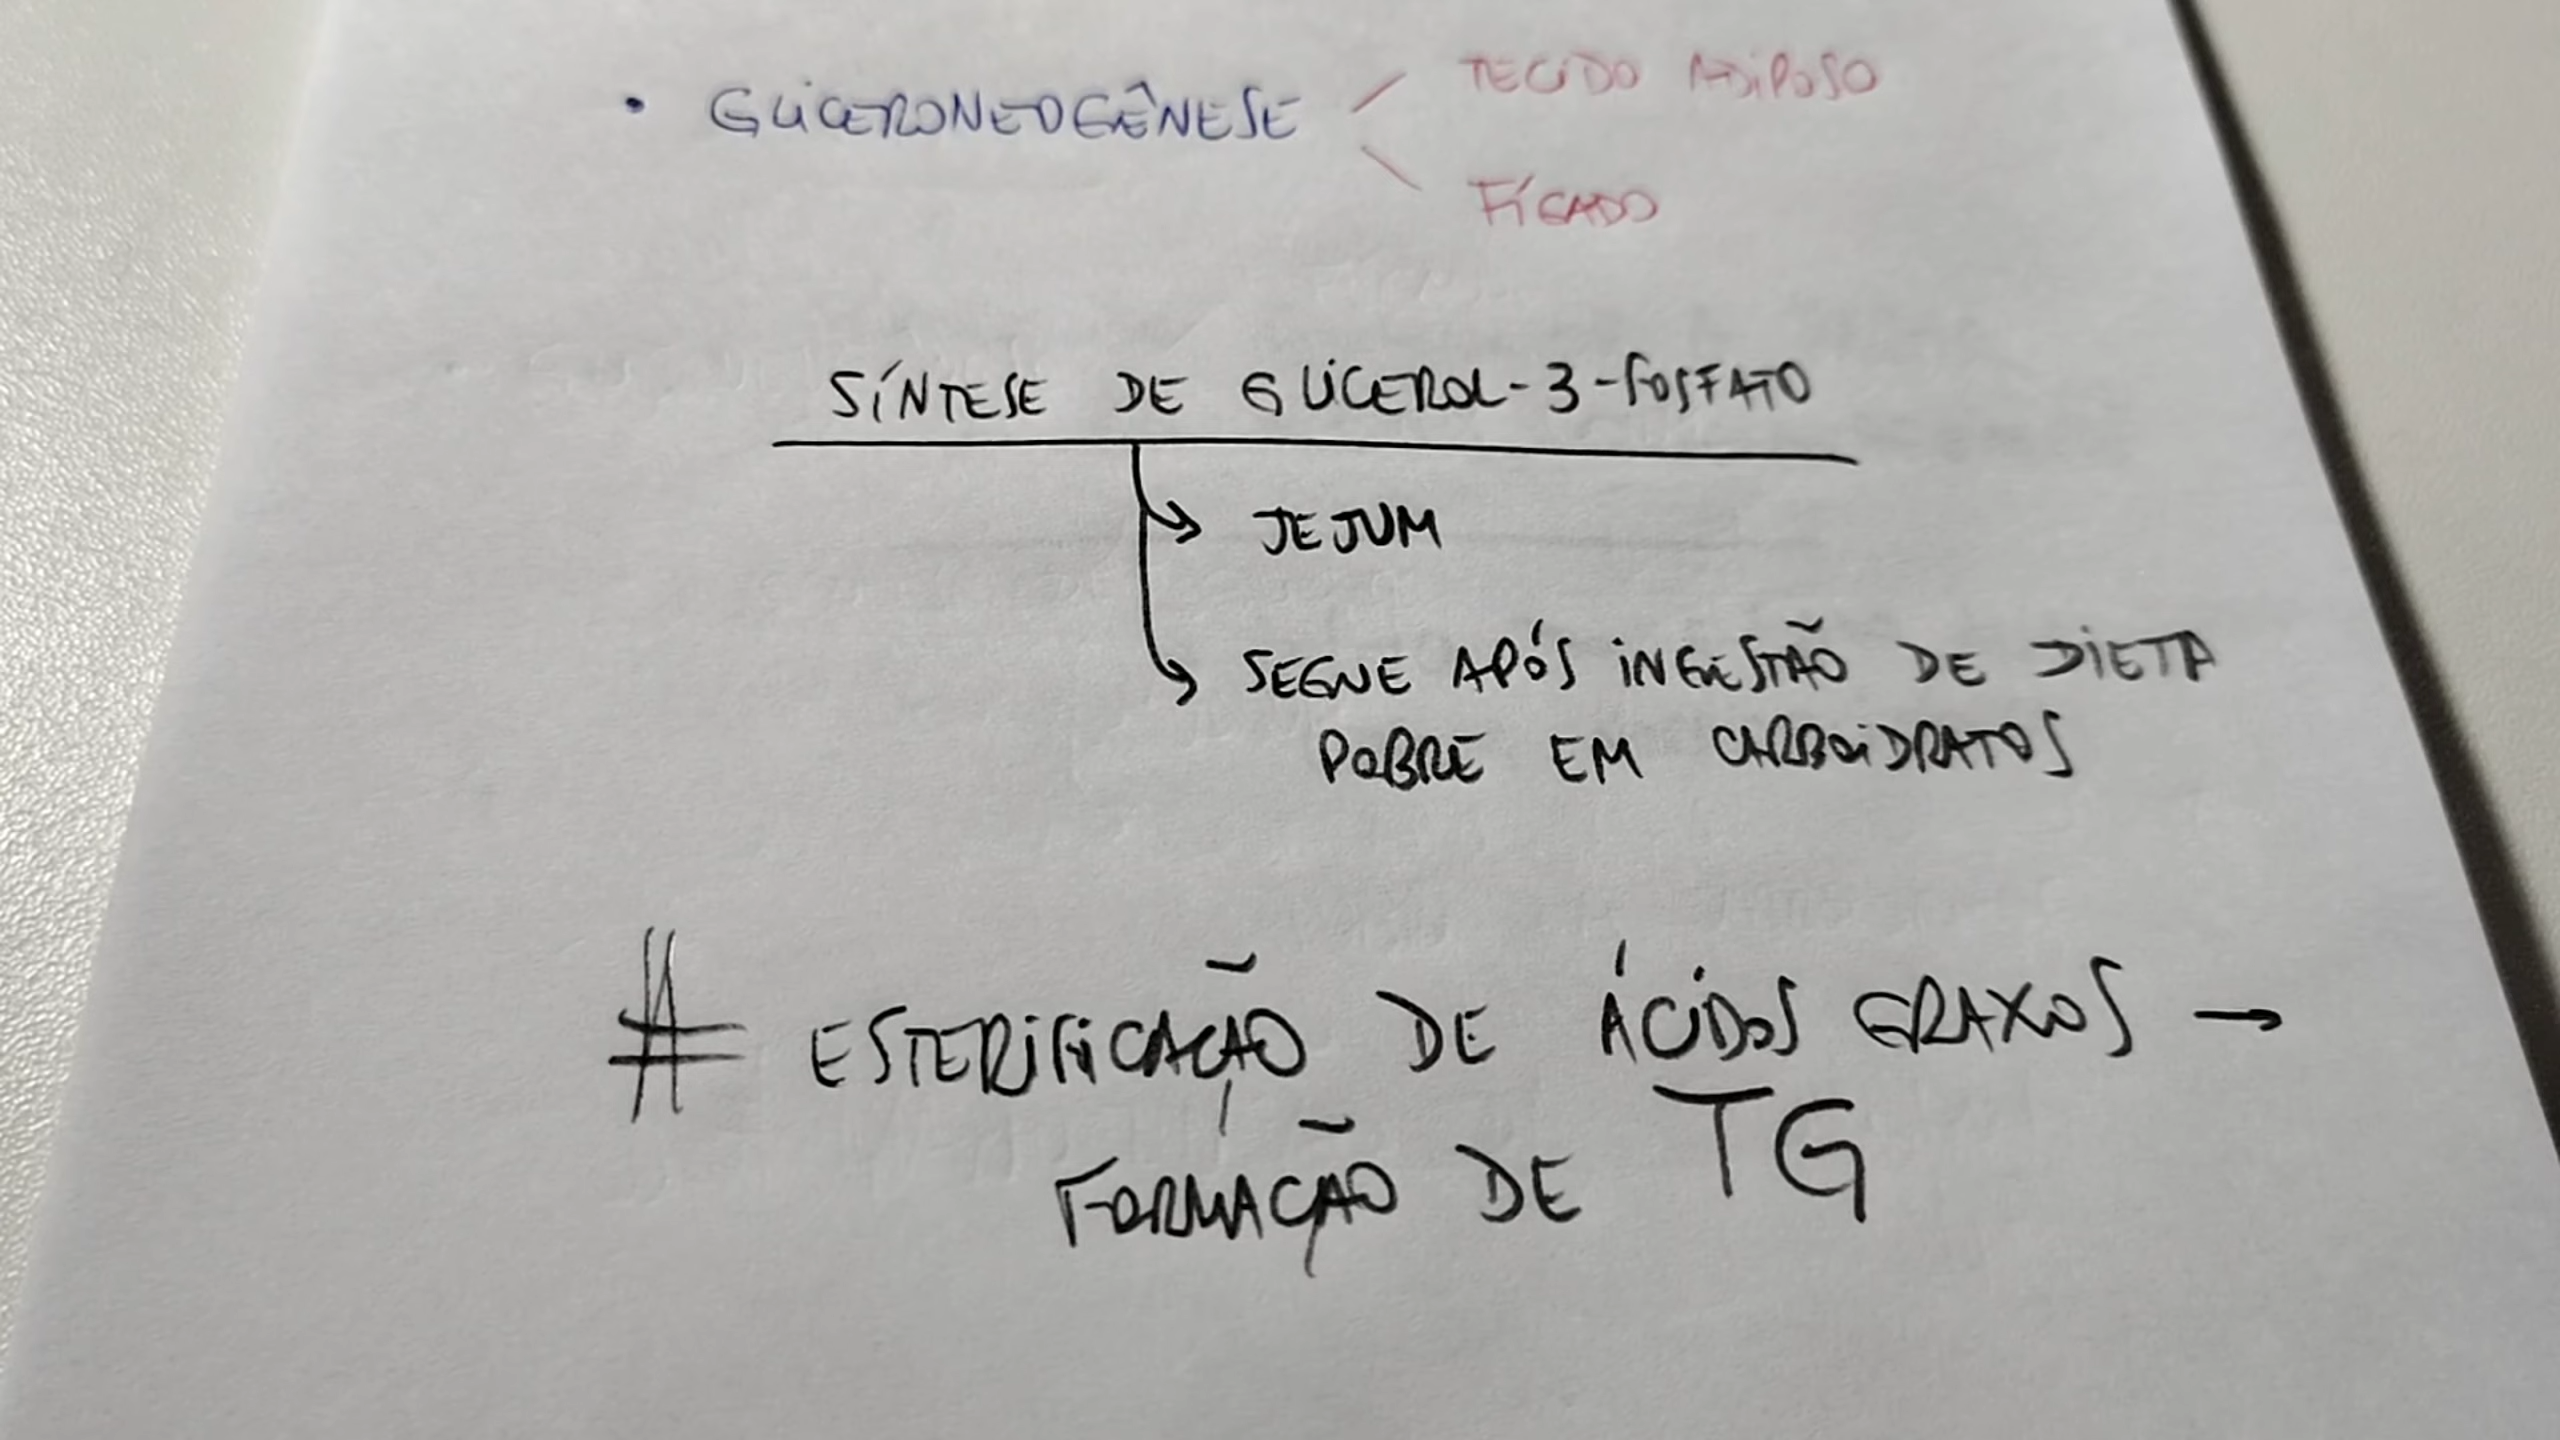 • GLICERONEOGÊNESE
TECIDO ADIPOSO
FÍGADO
SÍNTESE DE GLICEROL-3-FOSFATO
JEJUM
SEGUE APÓS INGESTÃO DE DIETA
POBRE EM CARBOIDRATOS
# ESTERIFICAÇÃO DE ÁCIDOS GRAXOS →
FORMAÇÃO DE TG